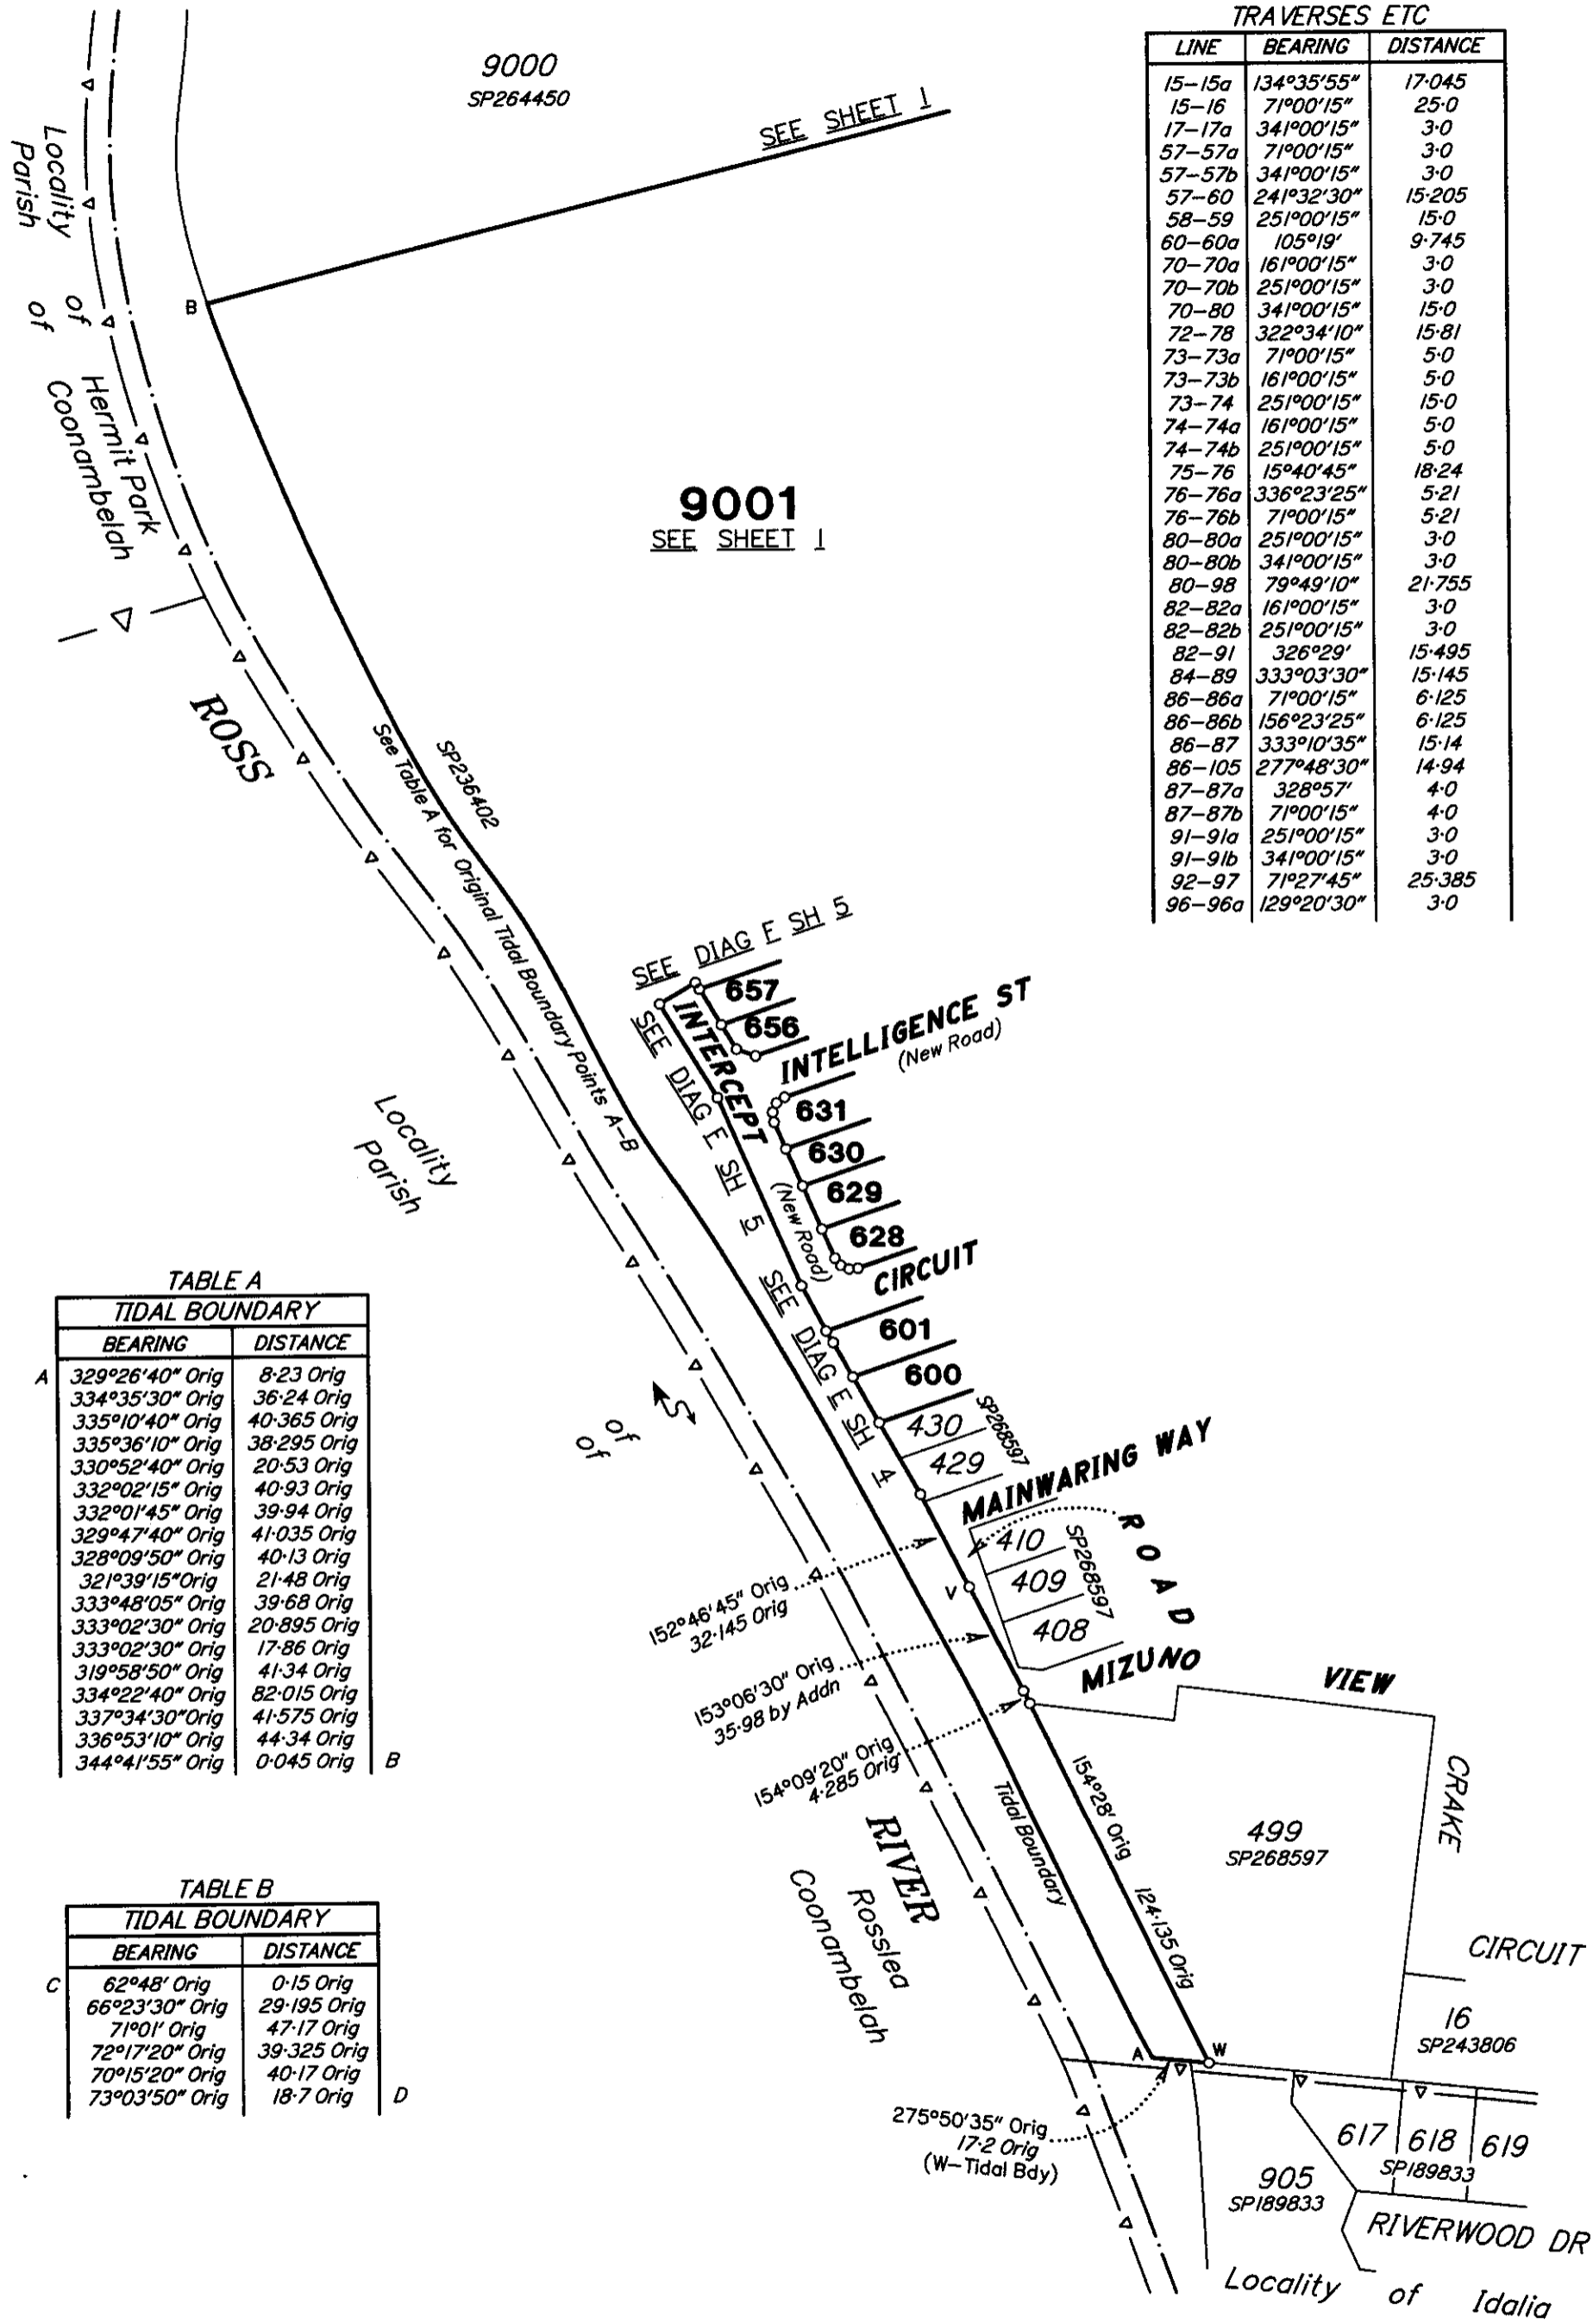 TRAVERSES ETC
LINE BEARING DISTANCE
15-15a 134°35'55" 17·045
15-16 71°00'15" 25·0
17-17a 341°00'15" 3·0
57-57a 71°00'15" 3·0
57-57b 341°00'15" 3·0
57-60 241°32'30" 15·205
58-59 251°00'15" 15·0
60-60a 105°19' 9·745
70-70a 161°00'15" 3·0
70-70b 251°00'15" 3·0
70-80 341°00'15" 15·0
72-78 322°34'10" 15·81
73-73a 71°00'15" 5·0
73-73b 161°00'15" 5·0
73-74 251°00'15" 15·0
74-74a 161°00'15" 5·0
74-74b 251°00'15" 5·0
75-76 15°40'45" 18·24
76-76a 336°23'25" 5·21
76-76b 71°00'15" 5·21
80-80a 251°00'15" 3·0
80-80b 341°00'15" 3·0
80-98 79°49'10" 21·755
82-82a 161°00'15" 3·0
82-82b 251°00'15" 3·0
82-91 326°29' 15·495
84-89 333°03'30" 15·145
86-86a 71°00'15" 6·125
86-86b 156°23'25" 6·125
86-87 333°10'35" 15·14
86-105 277°48'30" 14·94
87-87a 328°57' 4·0
87-87b 71°00'15" 4·0
91-91a 251°00'15" 3·0
91-91b 341°00'15" 3·0
92-97 71°27'45" 25·385
96-96a 129°20'30" 3·0
9000
SP264450
SEE SHEET 1
Locality of Hermit Park
Parish of Coonambelah
B
9001
SEE SHEET 1
ROSS
SP236402
See Table A for Original Tidal Boundary Points A-B
SEE DIAG E SH 5
657
656
INTERCEPT
SEE DIAG E SH 5
INTELLIGENCE ST
(New Road)
631
630
629
628
(New Road)
CIRCUIT
SEE DIAG E SH 4
601
600
430
429
SP268597
MAINWARING WAY
ROAD
410
409
408
SP268597
V
MIZUNO
VIEW
152°46'45" Orig
32·145 Orig
153°06'30" Orig
35·98 by Addn
154°09'20" Orig
4·285 Orig
Locality of Rosslea
Parish of Coonambelah
S
RIVER
Tidal Boundary
154°28' Orig
124·135 Orig
499
SP268597
CRAKE
CIRCUIT
16
SP243806
A
W
275°50'35" Orig
17·2 Orig
(W-Tidal Bdy)
617 618 619
SP189833
905
SP189833
RIVERWOOD DR
Locality of Idalia
TABLE A
TIDAL BOUNDARY
BEARING DISTANCE
A 329°26'40" Orig 8·23 Orig
334°35'30" Orig 36·24 Orig
335°10'40" Orig 40·365 Orig
335°36'10" Orig 38·295 Orig
330°52'40" Orig 20·53 Orig
332°02'15" Orig 40·93 Orig
332°01'45" Orig 39·94 Orig
329°47'40" Orig 41·035 Orig
328°09'50" Orig 40·13 Orig
321°39'15" Orig 21·48 Orig
333°48'05" Orig 39·68 Orig
333°02'30" Orig 20·895 Orig
333°02'30" Orig 17·86 Orig
319°58'50" Orig 41·34 Orig
334°22'40" Orig 82·015 Orig
337°34'30" Orig 41·575 Orig
336°53'10" Orig 44·34 Orig
344°41'55" Orig 0·045 Orig B
TABLE B
TIDAL BOUNDARY
BEARING DISTANCE
C 62°48' Orig 0·15 Orig
66°23'30" Orig 29·195 Orig
71°01' Orig 47·17 Orig
72°17'20" Orig 39·325 Orig
70°15'20" Orig 40·17 Orig
73°03'50" Orig 18·7 Orig D